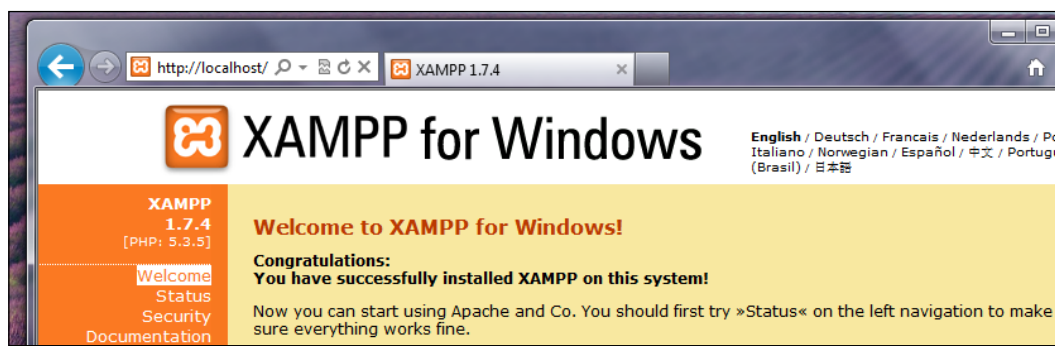 http://localhost/
XAMPP 1.7.4
XAMPP for Windows
English / Deutsch / Francais / Nederlands /
Italiano / Norwegian / Español / 中文 /
(Brasil) / 日本語
XAMPP
1.7.4
[PHP: 5.3.5]
Welcome
Status
Security
Documentation
Welcome to XAMPP for Windows!
Congratulations:
You have successfully installed XAMPP on this system!
Now you can start using Apache and Co. You should first try »Status« on the left navigation to make
sure everything works fine.